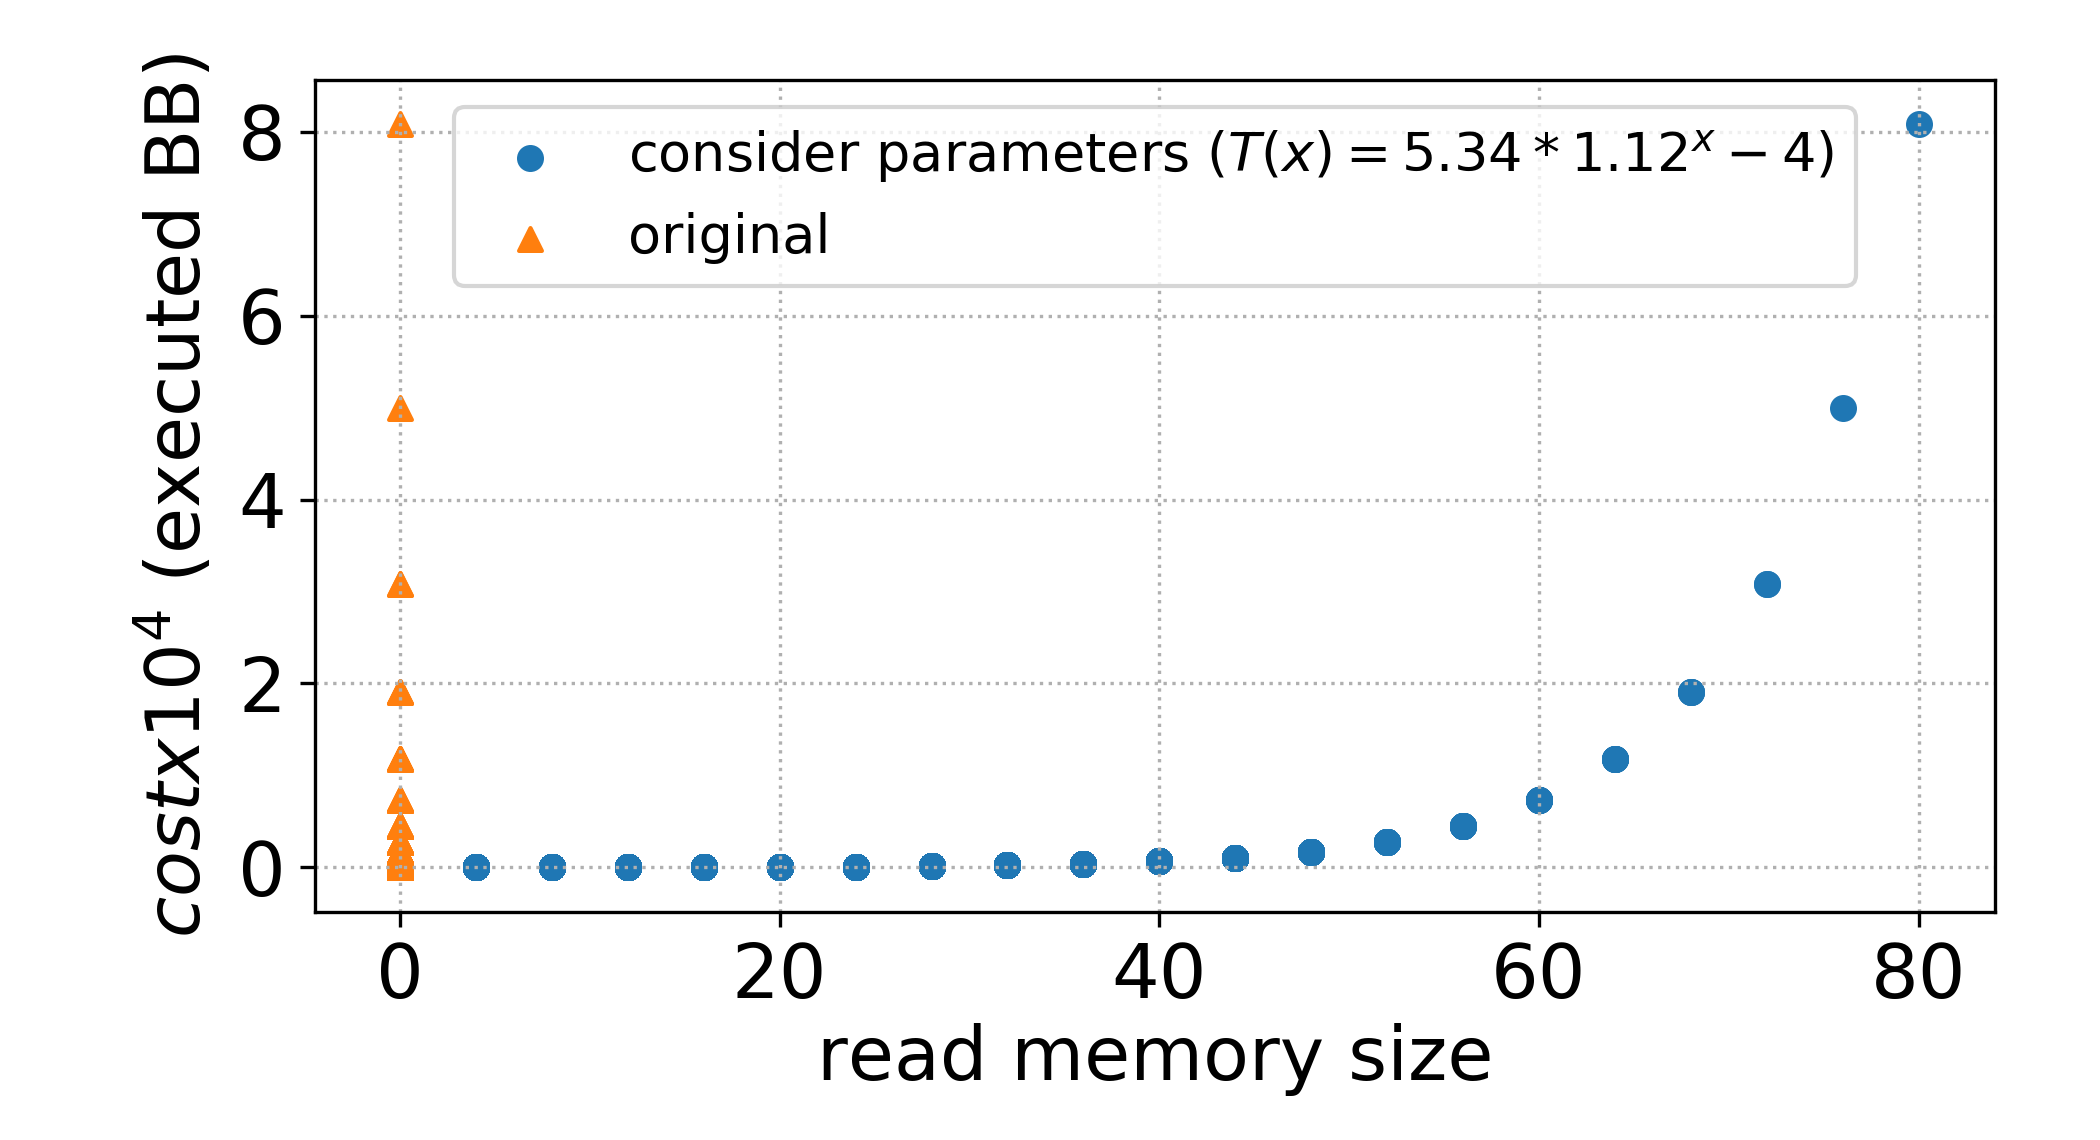 costx10⁴ (executed BB)
8
6
4
2
0
consider parameters (T(x) = 5.34 * 1.12ˣ − 4)
original
0 20 40 60 80
read memory size